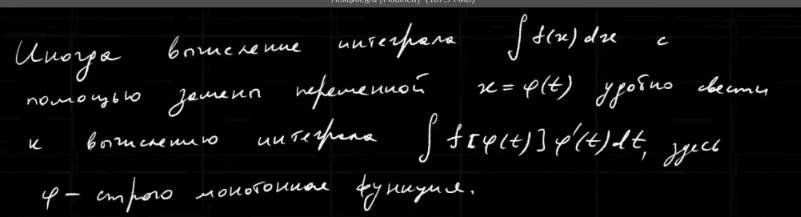 Иногда вычисление интеграла ∫ f(x) dx с
помощью замены переменной x = φ(t) удобно свести
к вычислению интеграла ∫ f[φ(t)] φ'(t) dt, здесь
φ – строго монотонная функция.